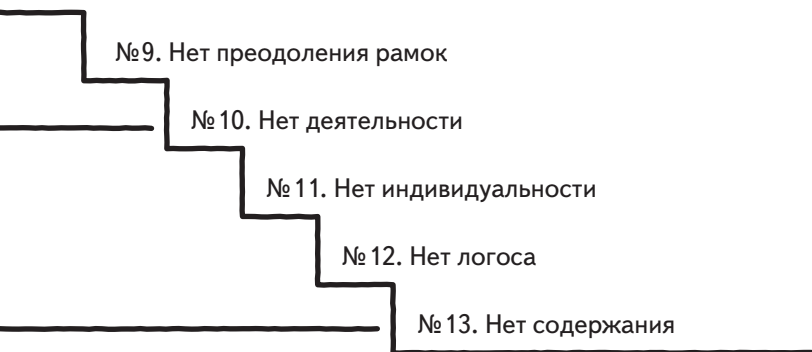 №9. Нет преодоления рамок
№10. Нет деятельности
№11. Нет индивидуальности
№12. Нет логоса
№13. Нет содержания